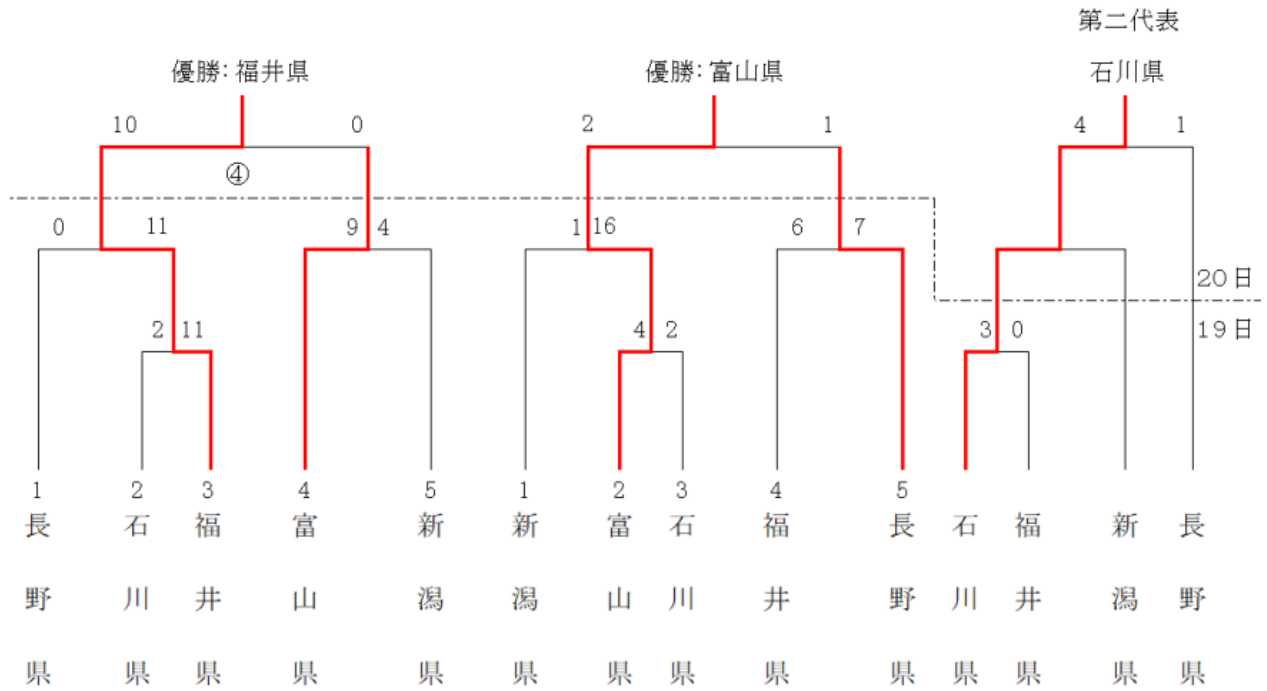 第二代表
優勝：福井県 優勝：富山県 石川県
10 0 2 1 4 1
④
0 11 9 4 1 16 6 7
20日
2 11 4 2 3 0 19日
1 2 3 4 5 1 2 3 4 5
長野県 石川県 福井県 富山県 新潟県 新潟県 富山県 石川県 福井県 長野県 石川県 福井県 新潟県 長野県